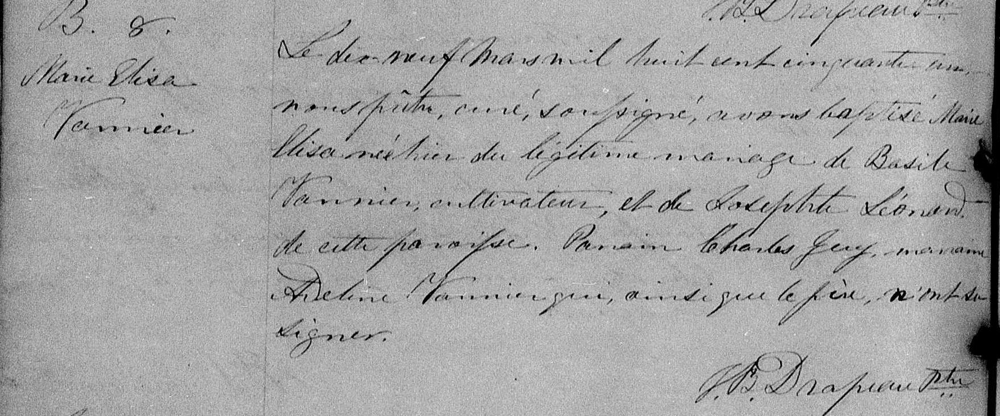 J.B. Drapeau Ptre
B. 8.
Marie Elisa
Vannier
Le dix-neuf Mars mil huit cent cinquante un,
nous prêtre, curé, soussigné, avons baptisé Marie
Elisa née hier du légitime mariage de Basile
Vannier, cultivateur, et de Josephte Léonard
de cette paroisse. Parrain Charles Guy, marraine
Adeline Vannier qui, ainsi que le père, n'ont su
signer.
J.B. Drapeau Ptre